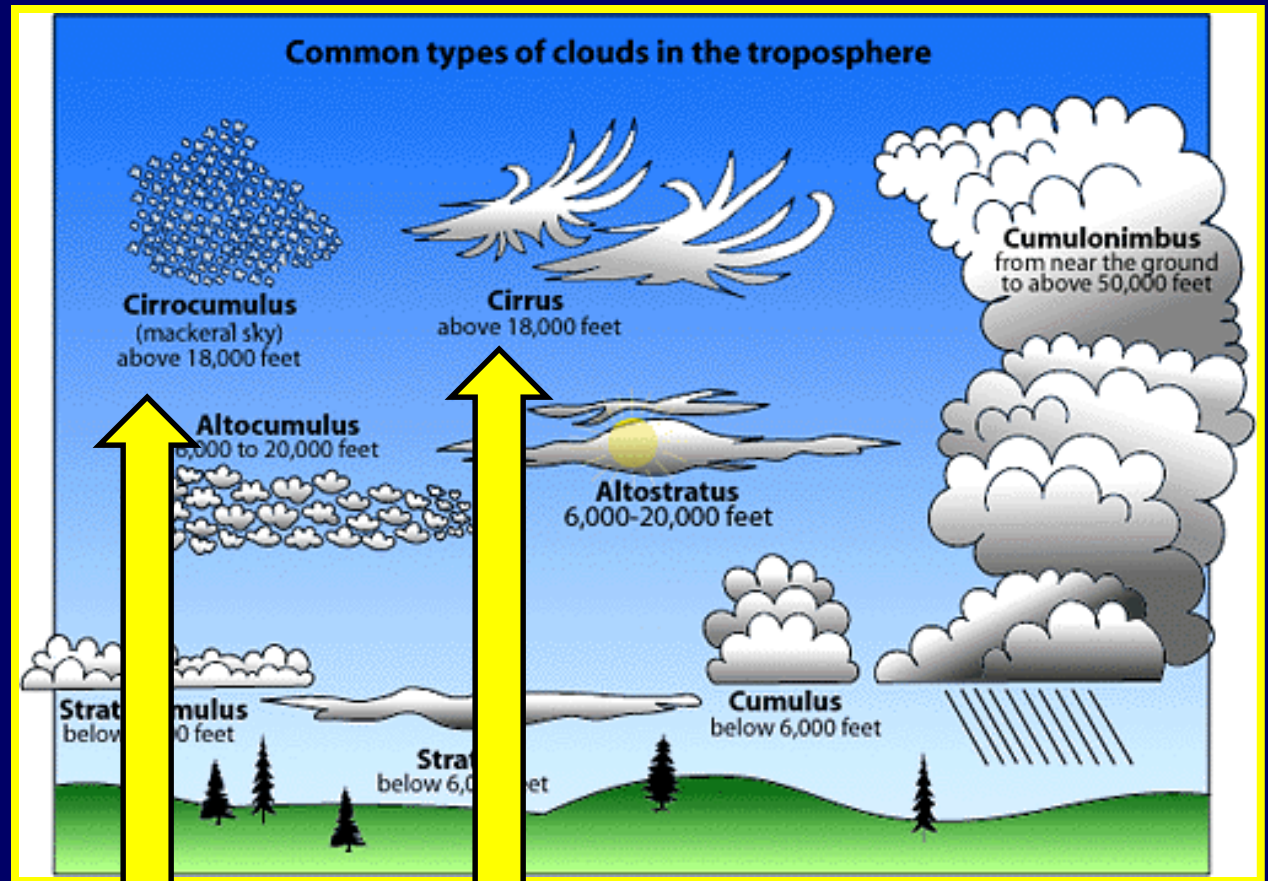 Common types of clouds in the troposphere
Cirrocumulus
(mackeral sky)
above 18,000 feet
Cirrus
above 18,000 feet
Cumulonimbus
from near the ground
to above 50,000 feet
Altocumulus
to 20,000 feet
Altostratus
6,000-20,000 feet
below feet
Cumulus
below 6,000 feet
below